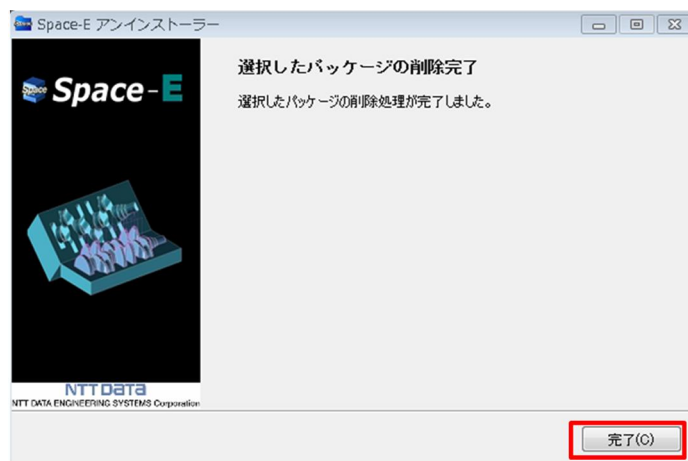 Space-E アンインストーラー
Space-E
選択したパッケージの削除完了
選択したパッケージの削除処理が完了しました。
NTT DATA
NTT DATA ENGINEERING SYSTEMS Corporation
完了(C)